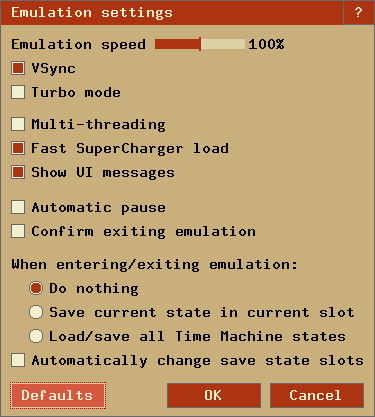 Emulation settings ?
Emulation speed 100%
VSync
Turbo mode
Multi-threading
Fast SuperCharger load
Show UI messages
Automatic pause
Confirm exiting emulation
When entering/exiting emulation:
Do nothing
Save current state in current slot
Load/save all Time Machine states
Automatically change save state slots
Defaults OK Cancel